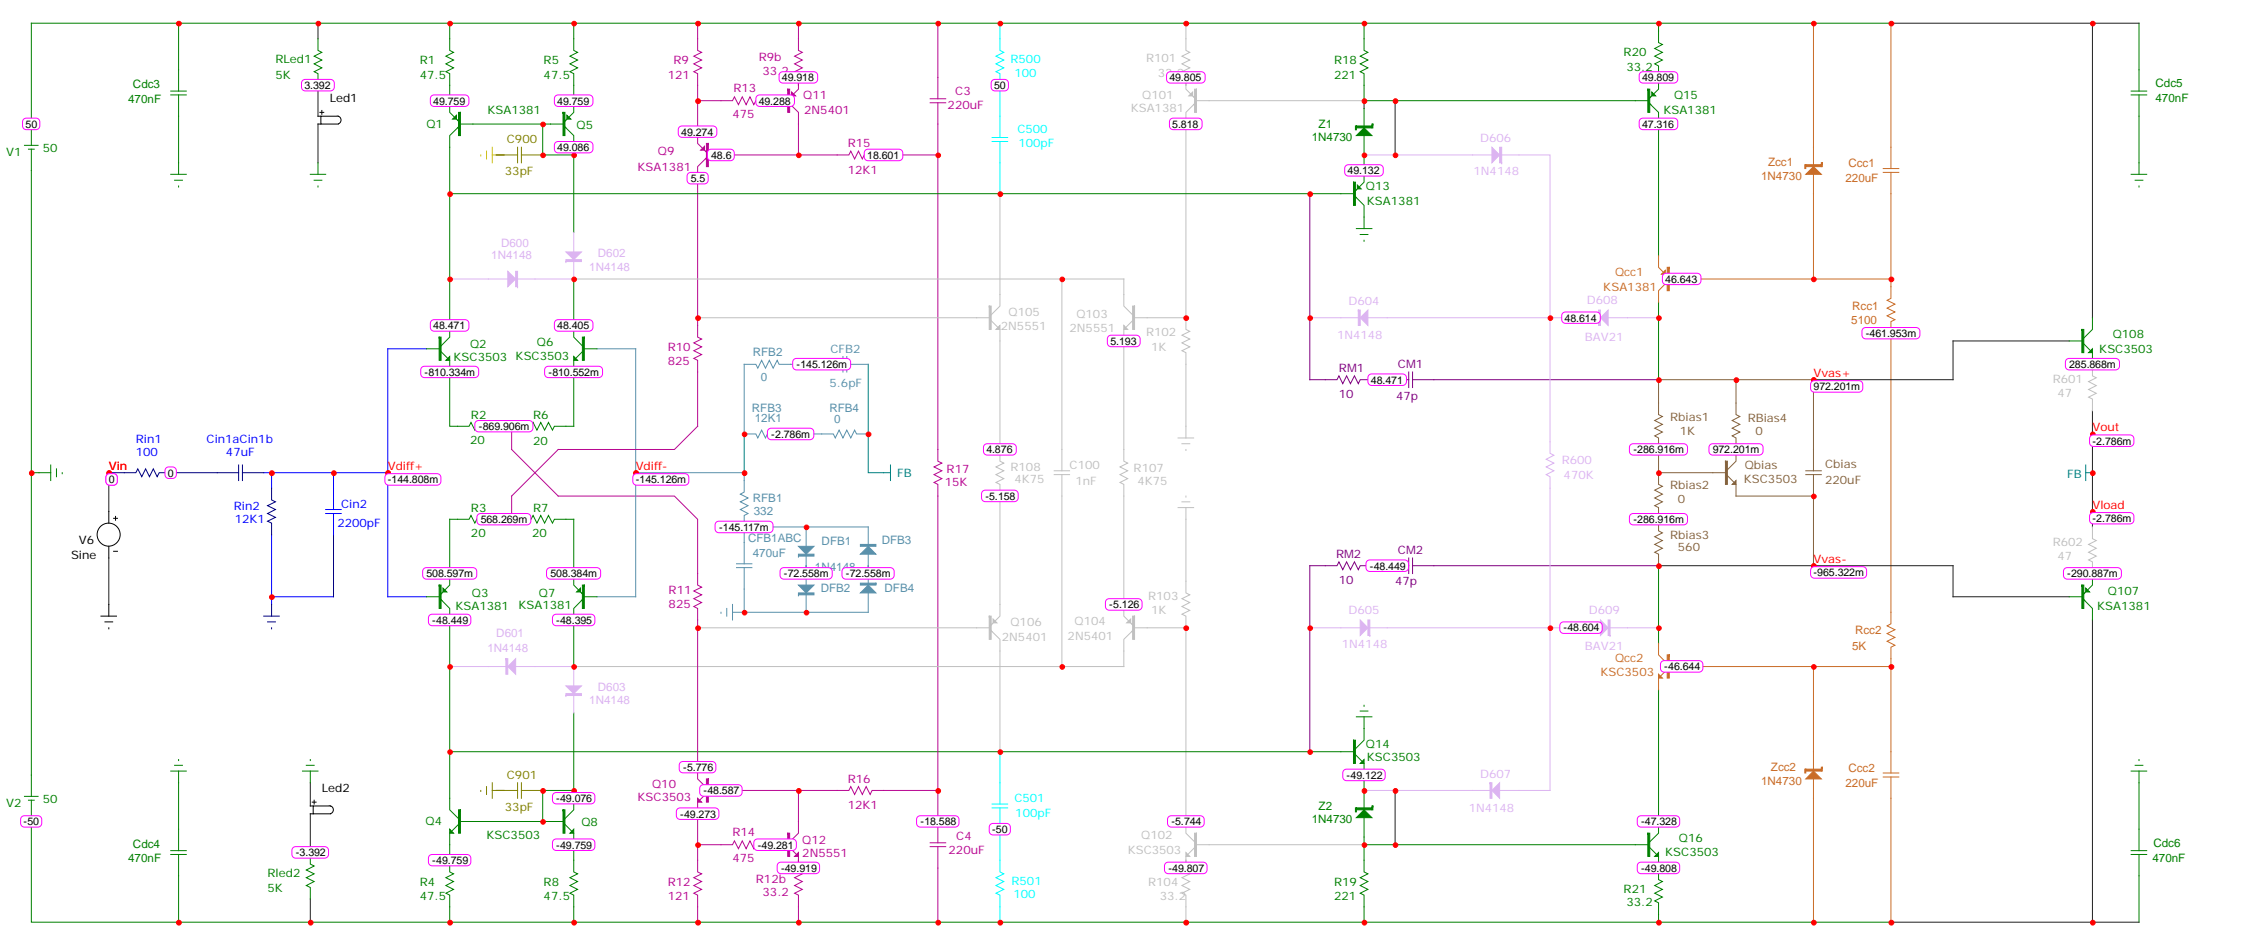 V1
50
50
Cdc3
470nF
RLed1
5K
3.392
Led1
R1
47.5
49.759
Q1
KSA1381
R5
47.5
49.759
Q5
49.086
C900
33pF
R9
121
49.274
Q9
KSA1381
48.6
5.5
R9b
33.2
49.918
R13
475
49.288
Q11
2N5401
R15
18.601
12K1
C3
220uF
R500
100
50
C500
100pF
R101
49.805
Q101
KSA1381
5.818
R18
221
Z1
1N4730
49.132
Q13
KSA1381
D606
1N4148
R20
33.2
49.809
Q15
KSA1381
47.316
Zcc1
1N4730
Ccc1
220uF
Cdc5
470nF
D600
1N4148
D602
1N4148
Qcc1
KSA1381
46.643
48.471
Q2
KSC3503
-810.334m
48.405
Q6
KSC3503
-810.552m
R10
825
RFB2
0
-145.126m
CFB2
5.6pF
RFB3
12K1
-2.786m
RFB4
0
Q105
2N5551
Q103
2N5551
5.193
R102
1K
D604
1N4148
48.614
D608
BAV21
RM1
10
48.471
CM1
47p
Rcc1
5100
-461.953m
Q108
KSC3503
285.868m
R601
47
Vvas+
972.201m
R2
20
-869.906m
R6
20
Rin1
100
Cin1aCin1b
47uF
Vin
0
0
Vdiff+
-144.808m
Vdiff-
-145.126m
FB
Rin2
12K1
Cin2
2200pF
V6
Sine
R17
15K
4.876
R108
4K75
-5.158
C100
1nF
R107
4K75
R600
470K
Rbias1
1K
RBias4
0
-286.916m
972.201m
Qbias
KSC3503
Rbias2
0
-286.916m
Rbias3
560
Cbias
220uF
Vout
-2.786m
FB
Vload
-2.786m
R602
47
-290.887m
Q107
KSA1381
RFB1
332
-145.117m
CFB1ABC
470uF
DFB1
1N4148
DFB3
-72.558m
-72.558m
DFB2
DFB4
R3
20
568.269m
R7
20
508.597m
Q3
KSA1381
-48.449
508.384m
Q7
KSA1381
-48.395
R11
825
RM2
10
-48.449
CM2
47p
Vvas-
-965.322m
-5.126
R103
1K
Q106
2N5401
Q104
2N5401
D605
1N4148
-48.604
D609
BAV21
Rcc2
5K
D601
1N4148
D603
1N4148
Qcc2
KSC3503
-46.644
V2
50
-50
Cdc4
470nF
Led2
-3.392
Rled2
5K
Q4
-49.759
R4
47.5
C901
33pF
-49.076
KSC3503
Q8
-49.759
R8
47.5
-5.776
Q10
KSC3503
-48.587
-49.273
R16
12K1
R14
475
-49.281
Q12
2N5551
-49.919
R12
121
R12b
33.2
-18.588
C4
220uF
C501
100pF
-50
R501
100
-5.744
Q102
KSC3503
-49.807
R104
33.2
Q14
KSC3503
-49.122
Z2
1N4730
D607
1N4148
R19
221
-47.328
Q16
KSC3503
-49.808
R21
33.2
Zcc2
1N4730
Ccc2
220uF
Cdc6
470nF